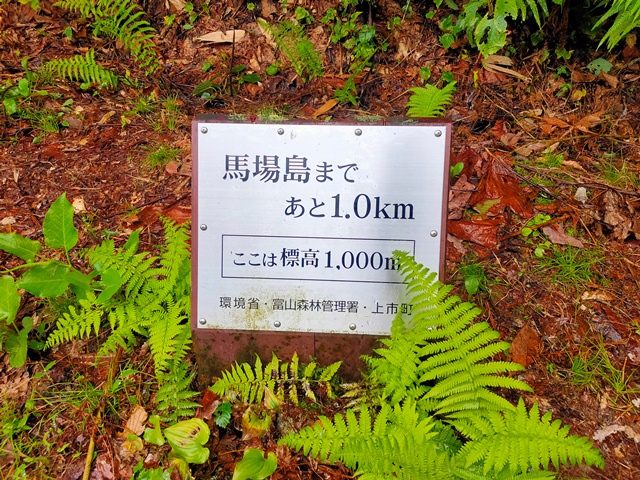 馬場島まで
あと1.0km
ここは標高1,000m
環境省・富山森林管理署・上市町